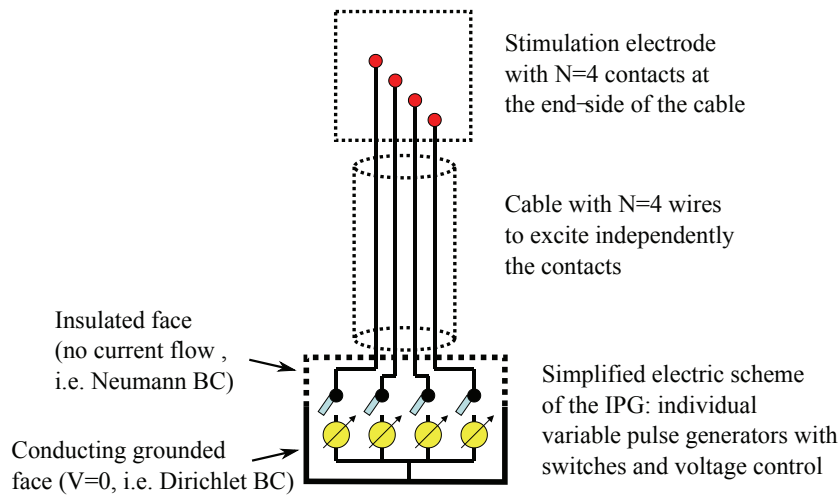 Stimulation electrode
with N=4 contacts at
the end-side of the cable
Cable with N=4 wires
to excite independently
the contacts
Insulated face
(no current flow ,
i.e. Neumann BC)
Simplified electric scheme
of the IPG: individual
variable pulse generators with
switches and voltage control
Conducting grounded
face (V=0, i.e. Dirichlet BC)